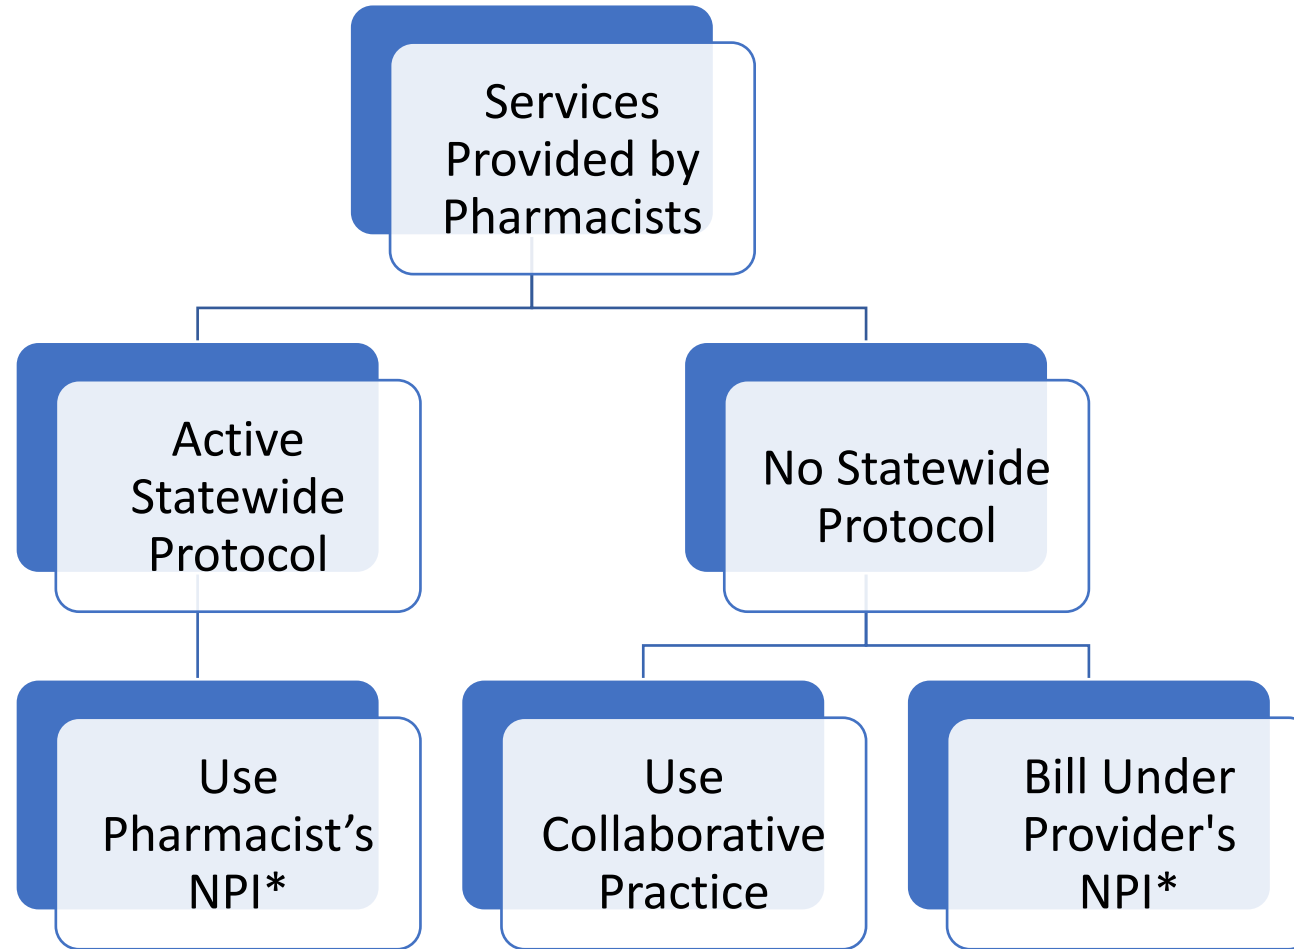 Services
Provided by
Pharmacists
Active
Statewide
Protocol
No Statewide
Protocol
Use
Pharmacist’s
NPI*
Use
Collaborative
Practice
Bill Under
Provider's
NPI*